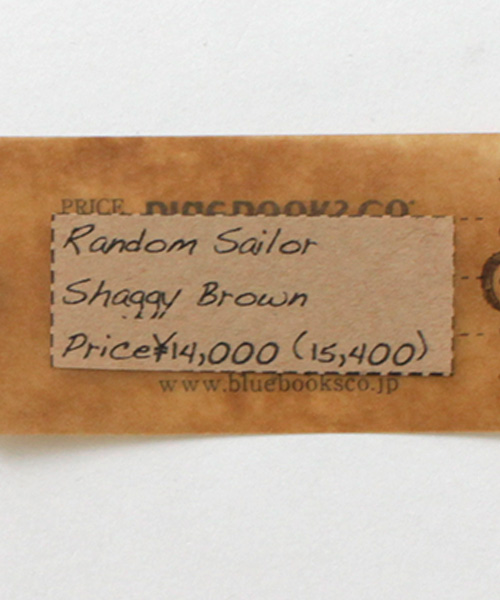 PRICE
Random Sailor
Shaggy Brown
Price¥14,000 (15,400)
www.bluebooksco.jp